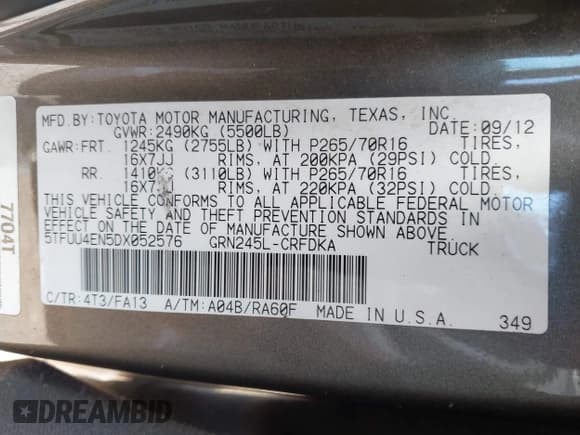 MFD.BY:TOYOTA MOTOR MANUFACTURING, TEXAS, INC.
GVWR:2490KG (5500LB) DATE:09/12
GAWR:FRT. 1245KG (2755LB) WITH P265/70R16 TIRES,
16X7JJ RIMS, AT 200KPA (29PSI) COLD.
RR. 1410KG (3110LB) WITH P265/70R16 TIRES,
16X7JJ RIMS, AT 220KPA (32PSI) COLD.
THIS VEHICLE CONFORMS TO ALL APPLICABLE FEDERAL MOTOR
VEHICLE SAFETY AND THEFT PREVENTION STANDARDS IN
EFFECT ON THE DATE OF MANUFACTURE SHOWN ABOVE.
5TFUU4EN5DX052576 GRN245L-CRFDKA TRUCK
C/TR:4T3/FA13 A/TM:A04B/RA60F MADE IN U.S.A. 349
7704T
DREAMBID